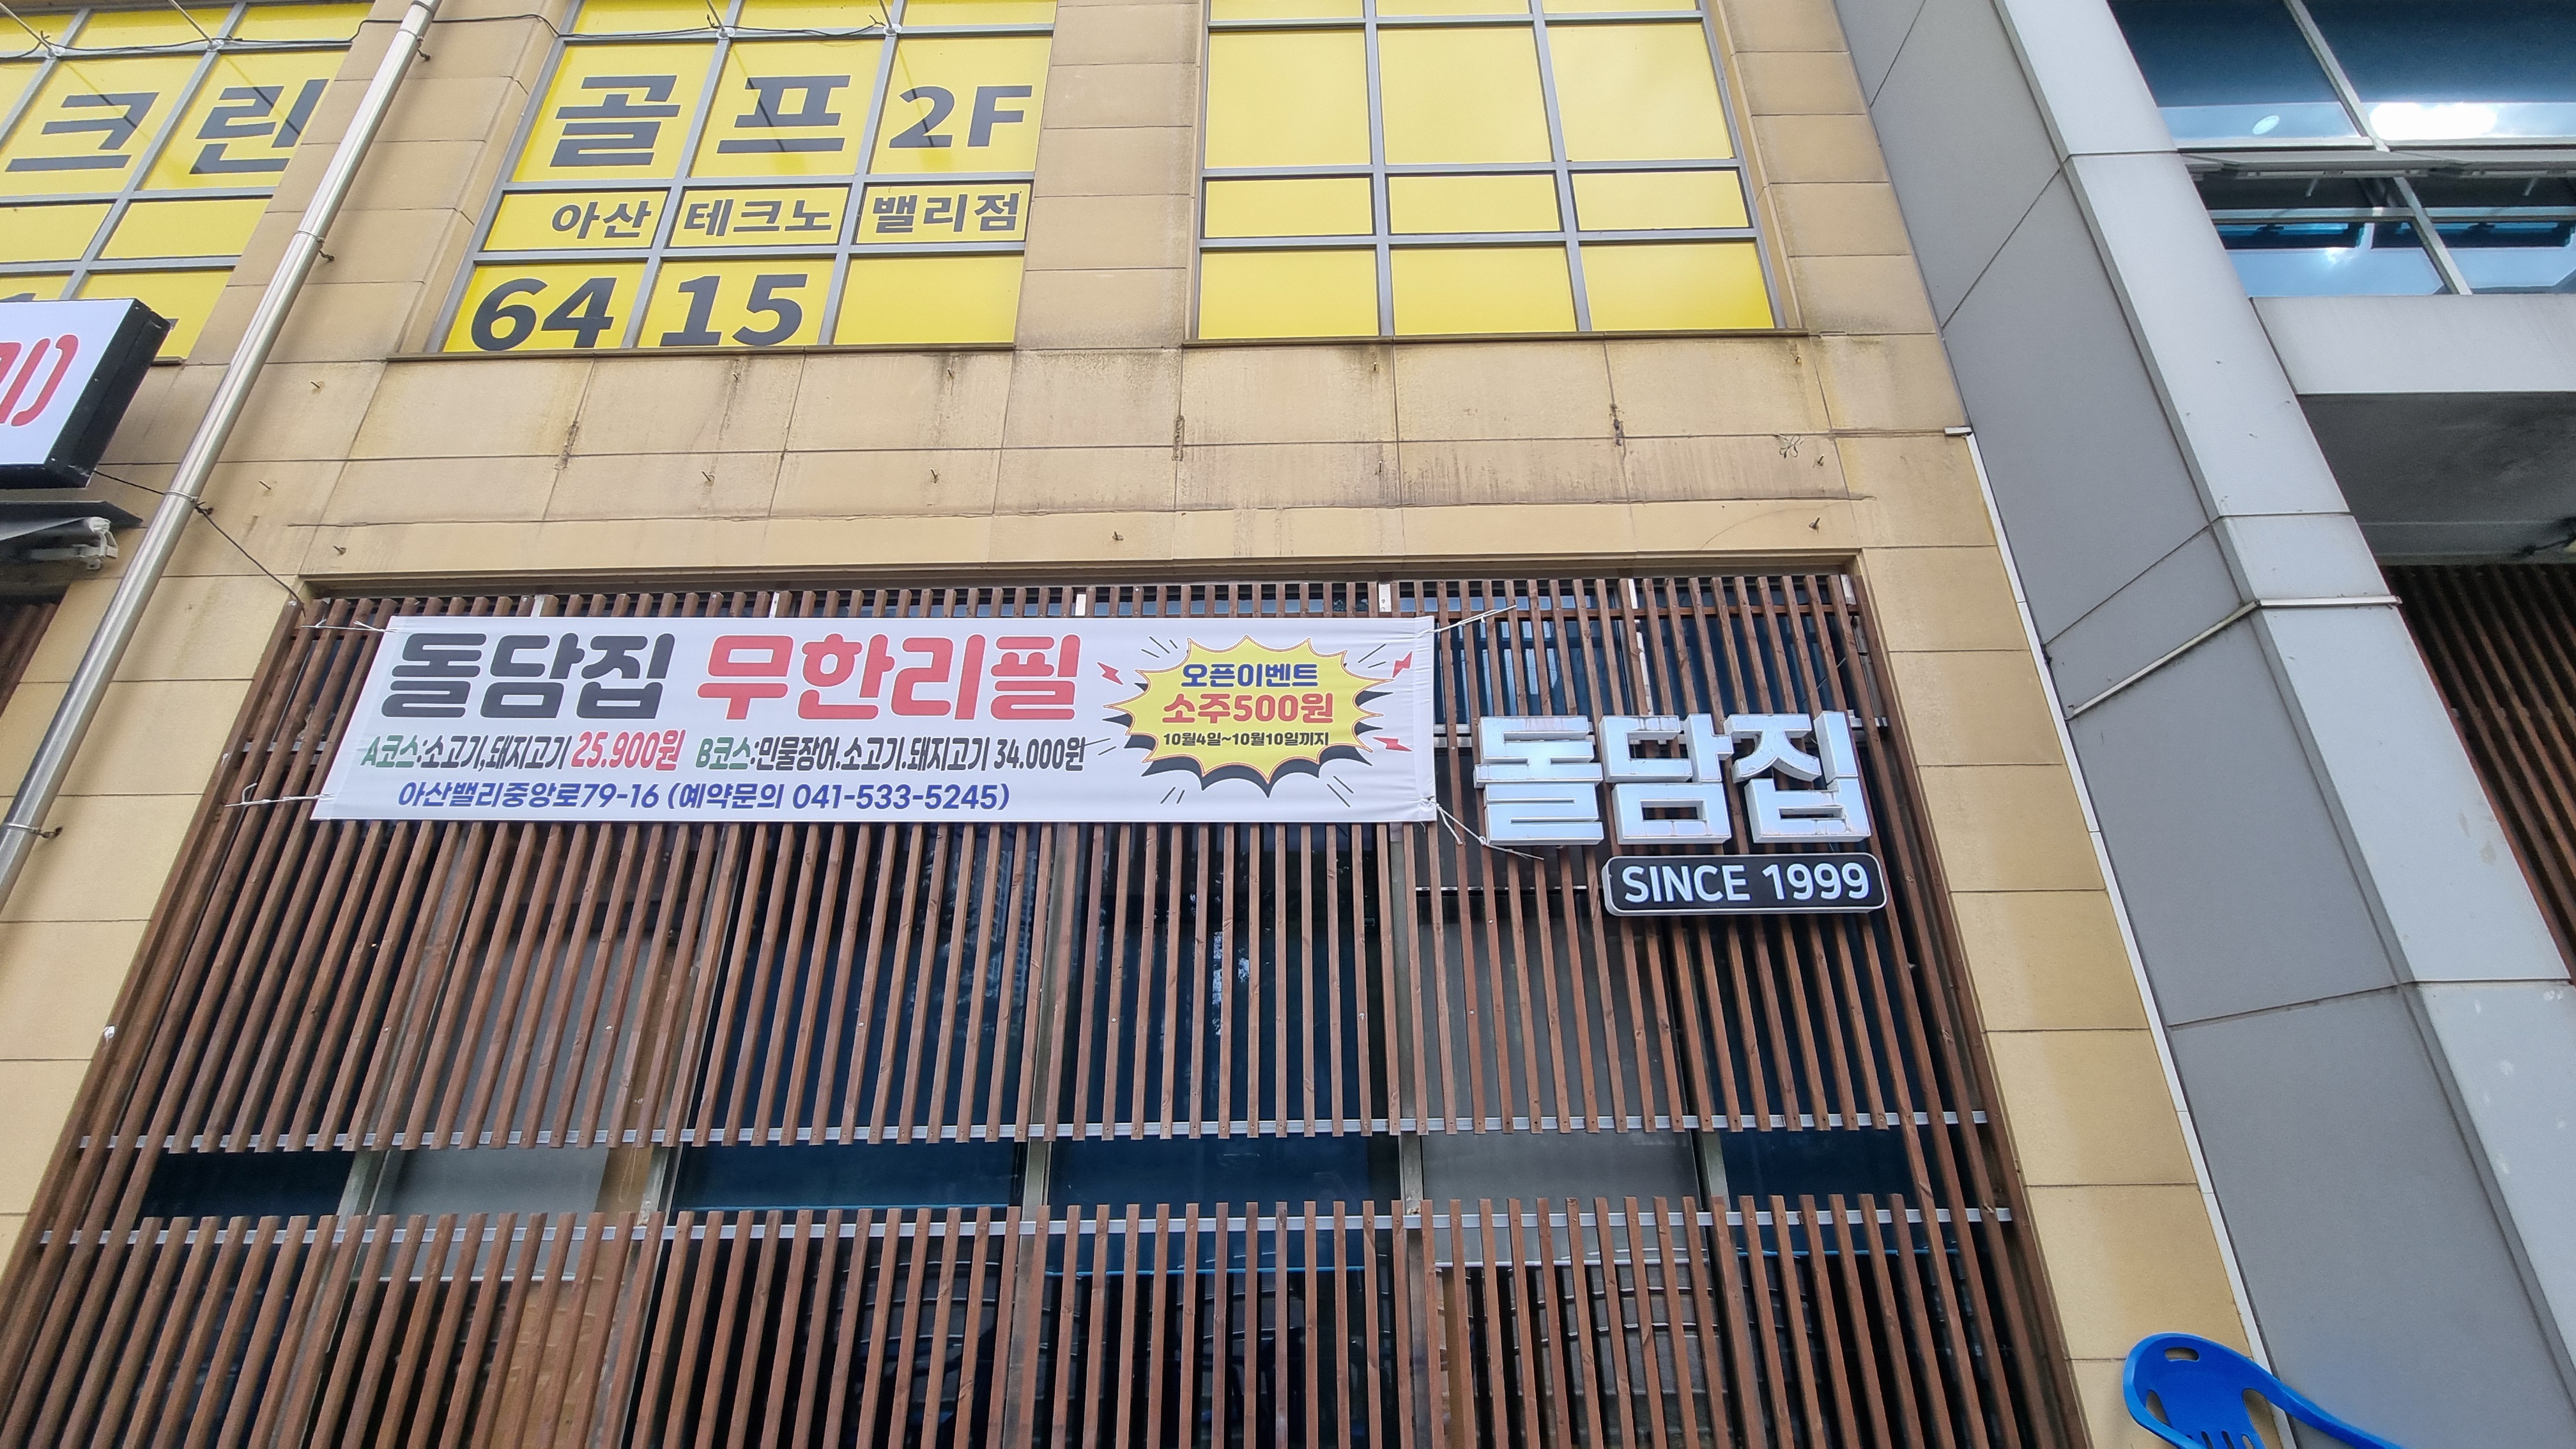 크린 골프 2F
아산 테크노 밸리점
64 15
돌담집 무한리필
A코스:소고기,돼지고기 25.900원 B코스:민물장어.소고기.돼지고기 34.000원
아산밸리중앙로79-16 (예약문의 041-533-5245)
오픈이벤트
소주500원
10월4일~10월10일까지
돌담집
SINCE 1999